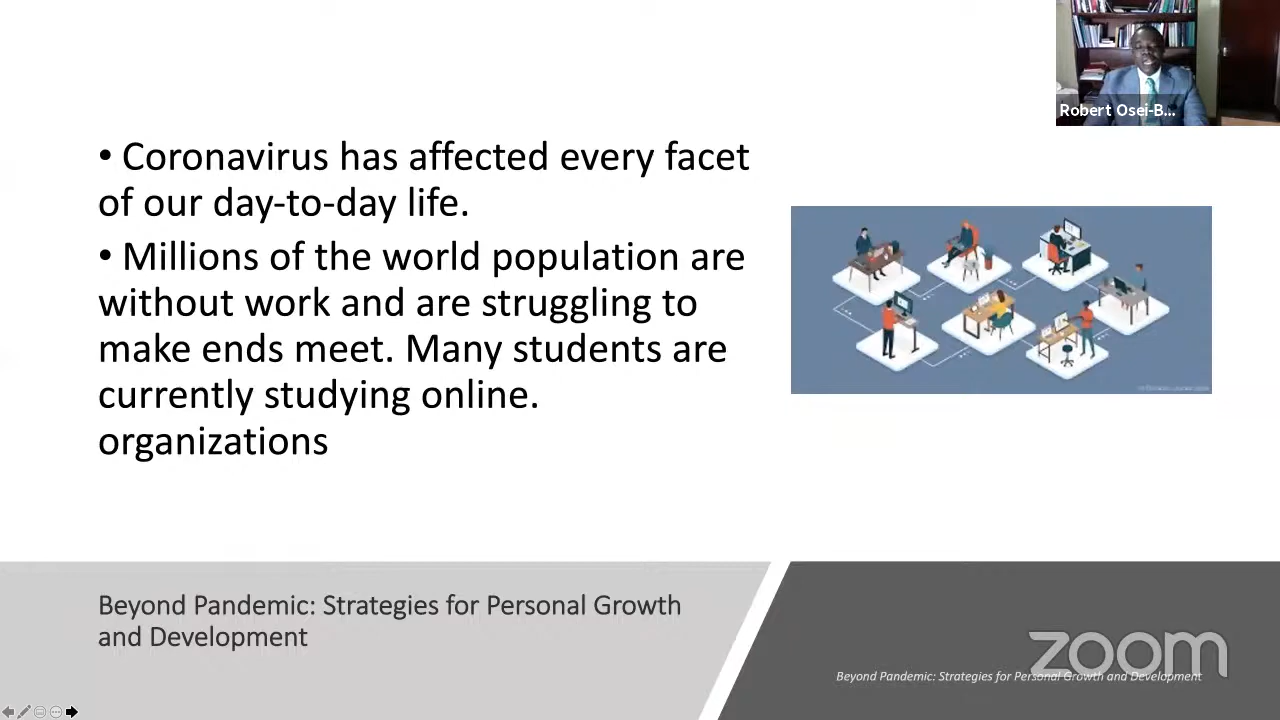 Robert Osei-B...
• Coronavirus has affected every facet
of our day-to-day life.
• Millions of the world population are
without work and are struggling to
make ends meet. Many students are
currently studying online.
organizations
Beyond Pandemic: Strategies for Personal Growth
and Development
zoom
Beyond Pandemic: Strategies for Personal Growth and Development